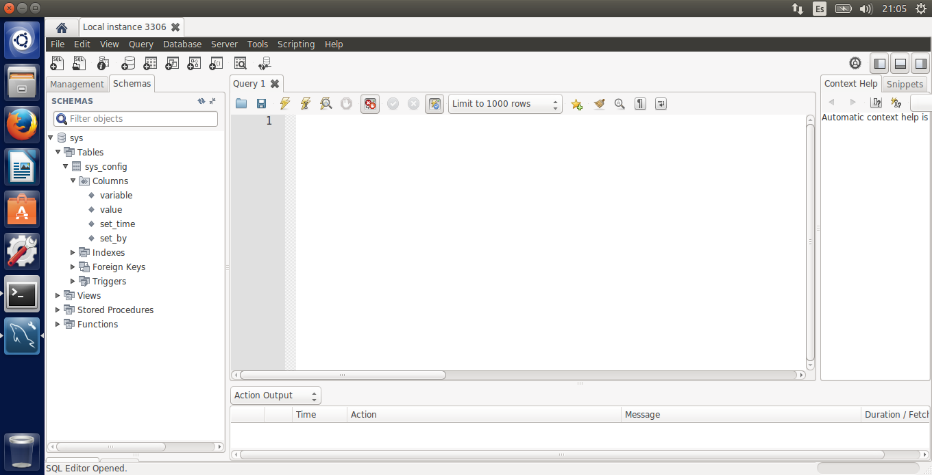 Es 21:05
Local instance 3306
File Edit View Query Database Server Tools Scripting Help
Management Schemas
Query 1
Context Help Snippets
SCHEMAS
Limit to 1000 rows
Filter objects
1
Automatic context help is
sys
Tables
sys_config
Columns
variable
value
set_time
set_by
Indexes
Foreign Keys
Triggers
Views
Stored Procedures
Functions
Action Output
Time Action Message Duration / Fetch
SQL Editor Opened.